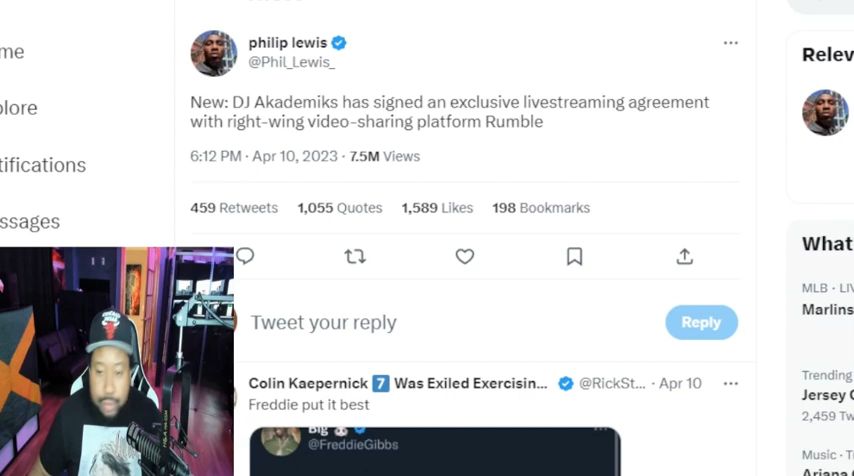 me
philip lewis
@Phil_Lewis_
Relev
plore
New: DJ Akademiks has signed an exclusive livestreaming agreement
with right-wing video-sharing platform Rumble
tifications
6:12 PM · Apr 10, 2023 · 7.5M Views
459 Retweets 1,055 Quotes 1,589 Likes 198 Bookmarks
ssages
What
MLB · LIV
Marlins
Tweet your reply
Reply
Colin Kaepernick 7 Was Exiled Exercisin... @RickSt... · Apr 10
Freddie put it best
Big
@FreddieGibbs
Trending
Jersey C
2,459 Tw
Music · Tr
Ariana G